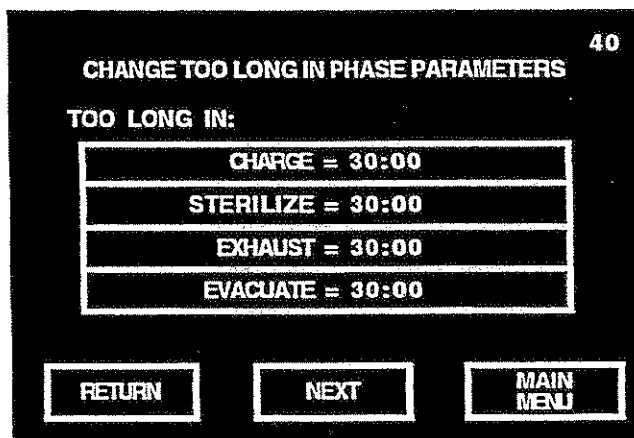 40
CHANGE TOO LONG IN PHASE PARAMETERS
TOO LONG IN:
CHARGE = 30:00
STERILIZE = 30:00
EXHAUST = 30:00
EVACUATE = 30:00
RETURN
NEXT
MAIN
MENU